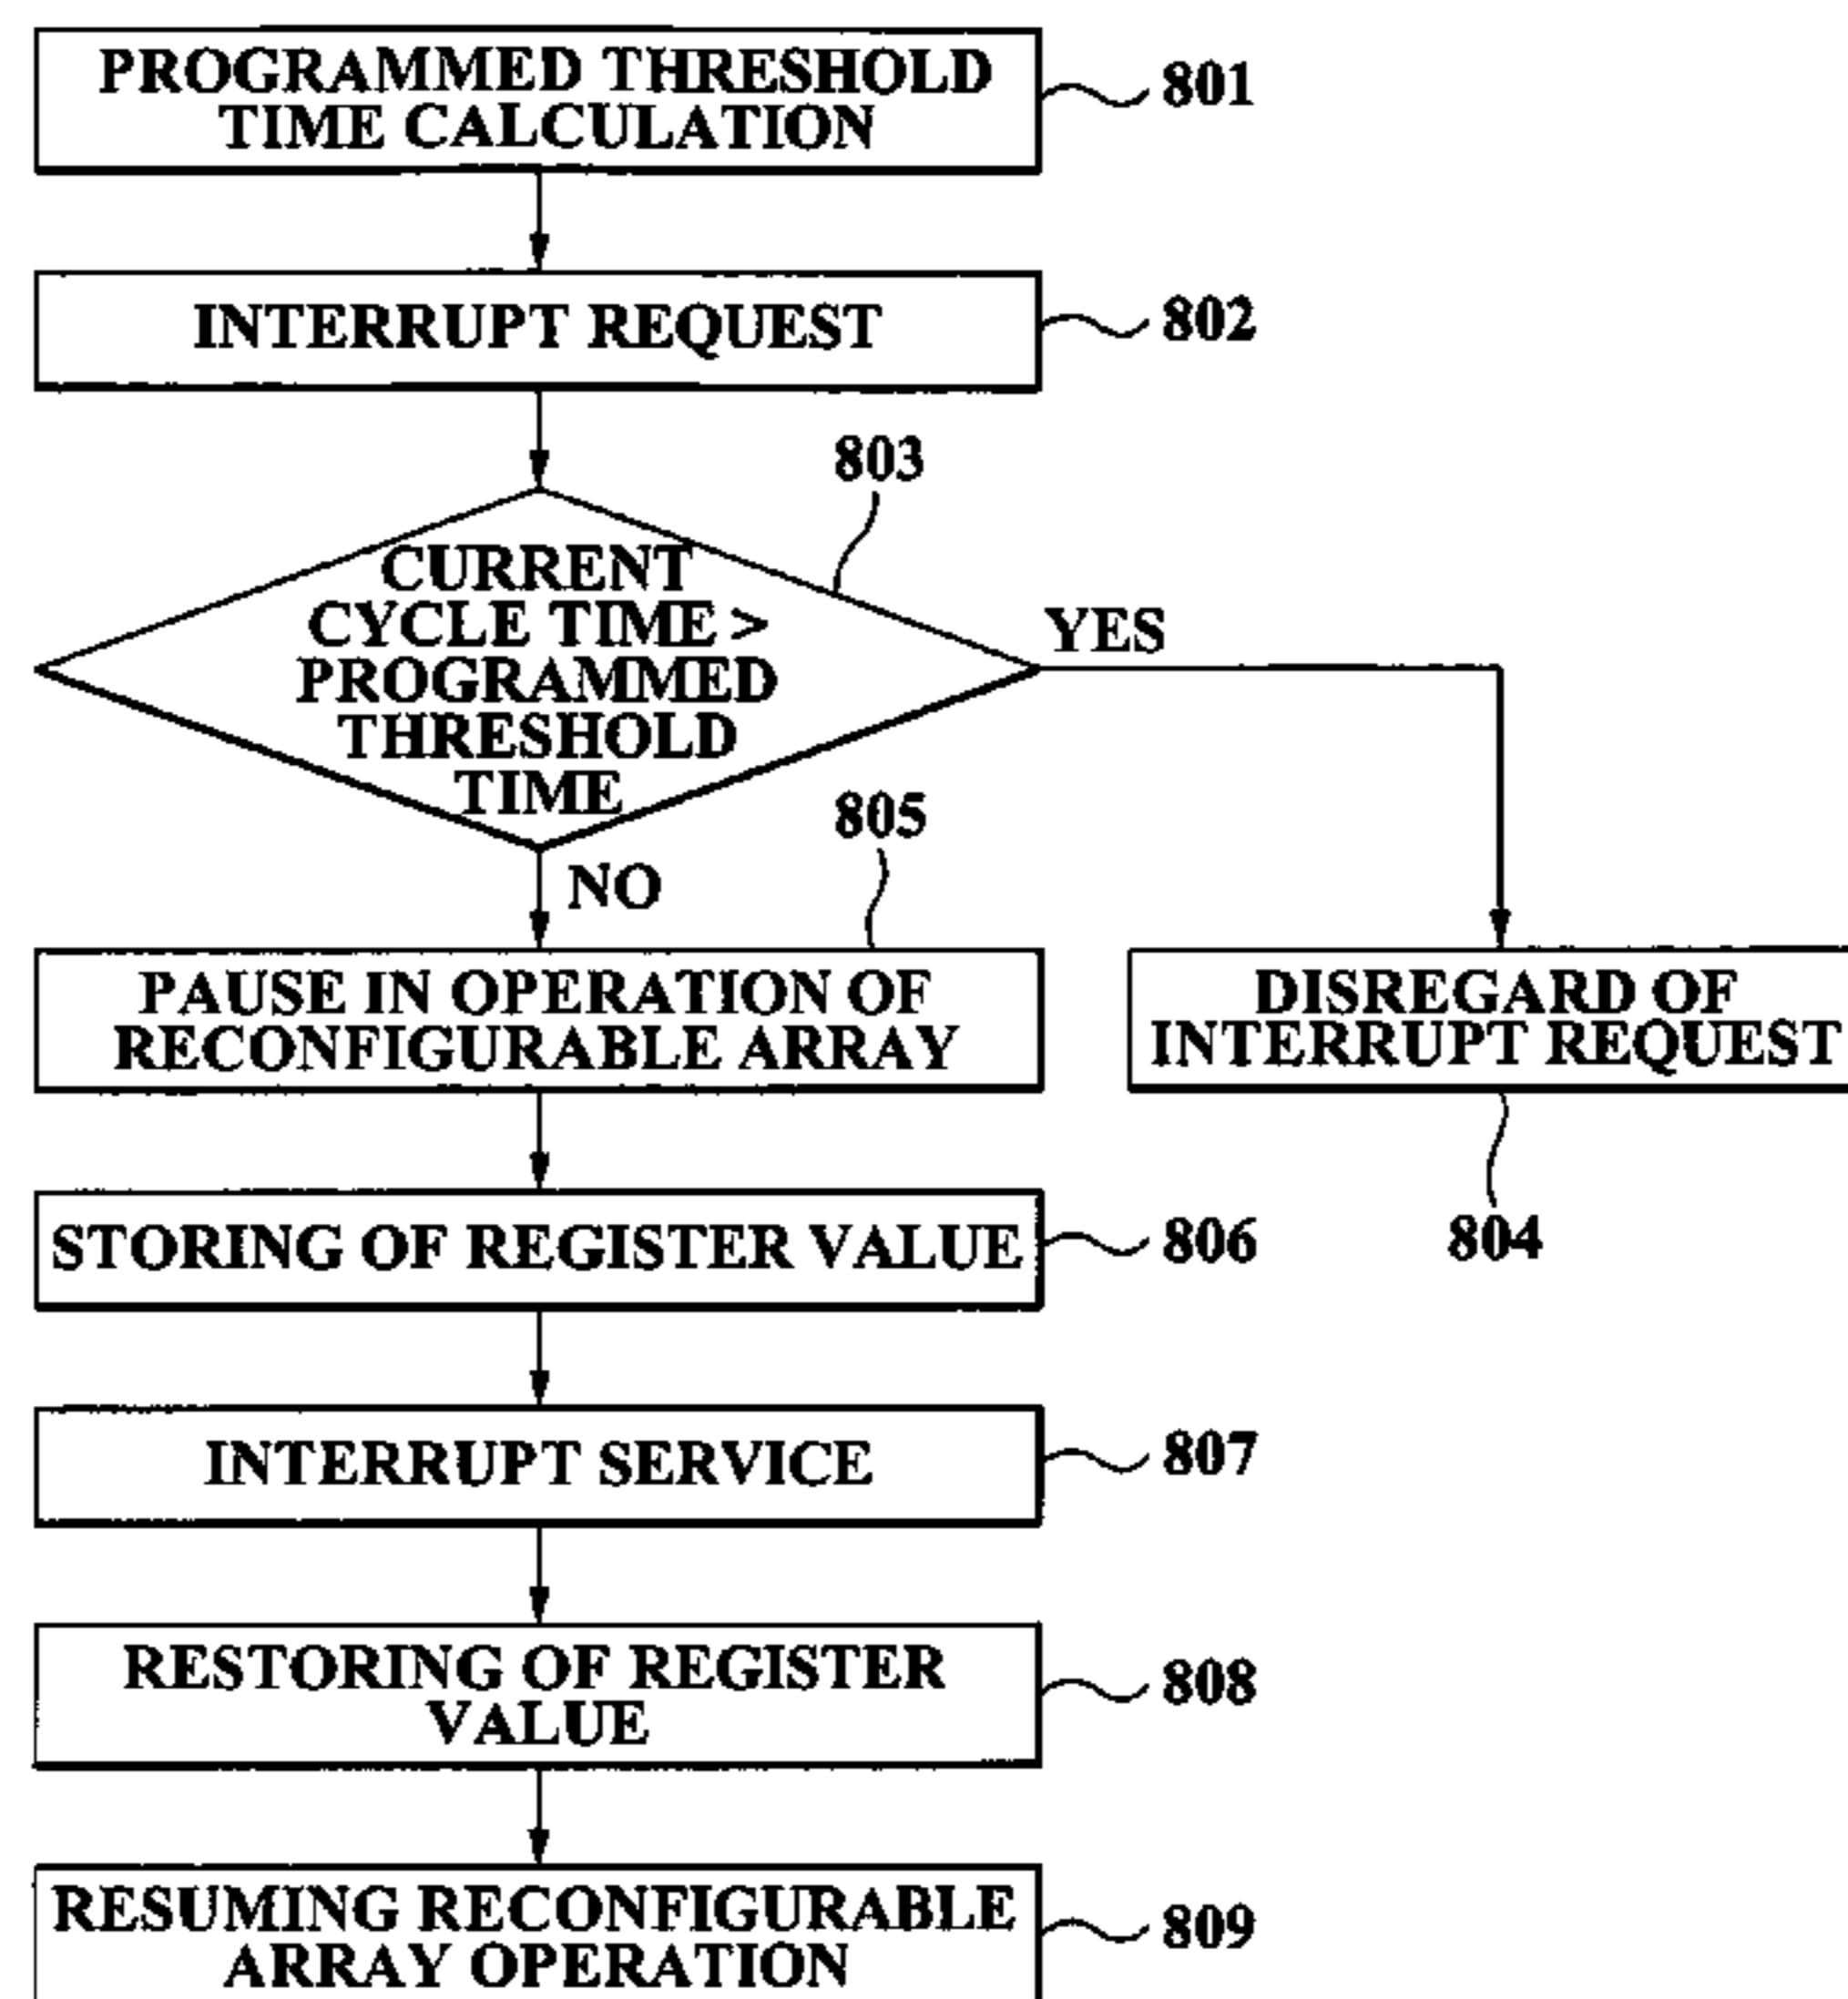 PROGRAMMED THRESHOLD
TIME CALCULATION
801
INTERRUPT REQUEST
802
803
CURRENT
CYCLE TIME >
PROGRAMMED
THRESHOLD
TIME
YES
805
NO
PAUSE IN OPERATION OF
RECONFIGURABLE ARRAY
DISREGARD OF
INTERRUPT REQUEST
804
STORING OF REGISTER VALUE
806
INTERRUPT SERVICE
807
RESTORING OF REGISTER
VALUE
808
RESUMING RECONFIGURABLE
ARRAY OPERATION
809